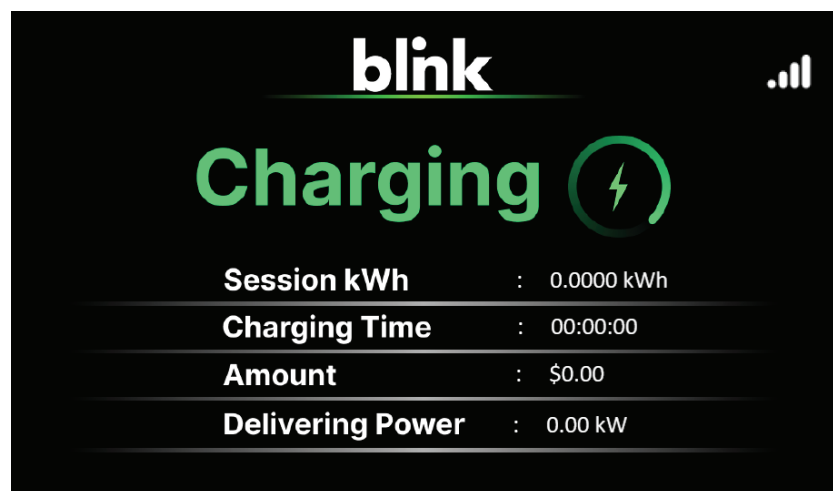 blink
Charging
Session kWh : 0.0000 kWh
Charging Time : 00:00:00
Amount : $0.00
Delivering Power : 0.00 kW